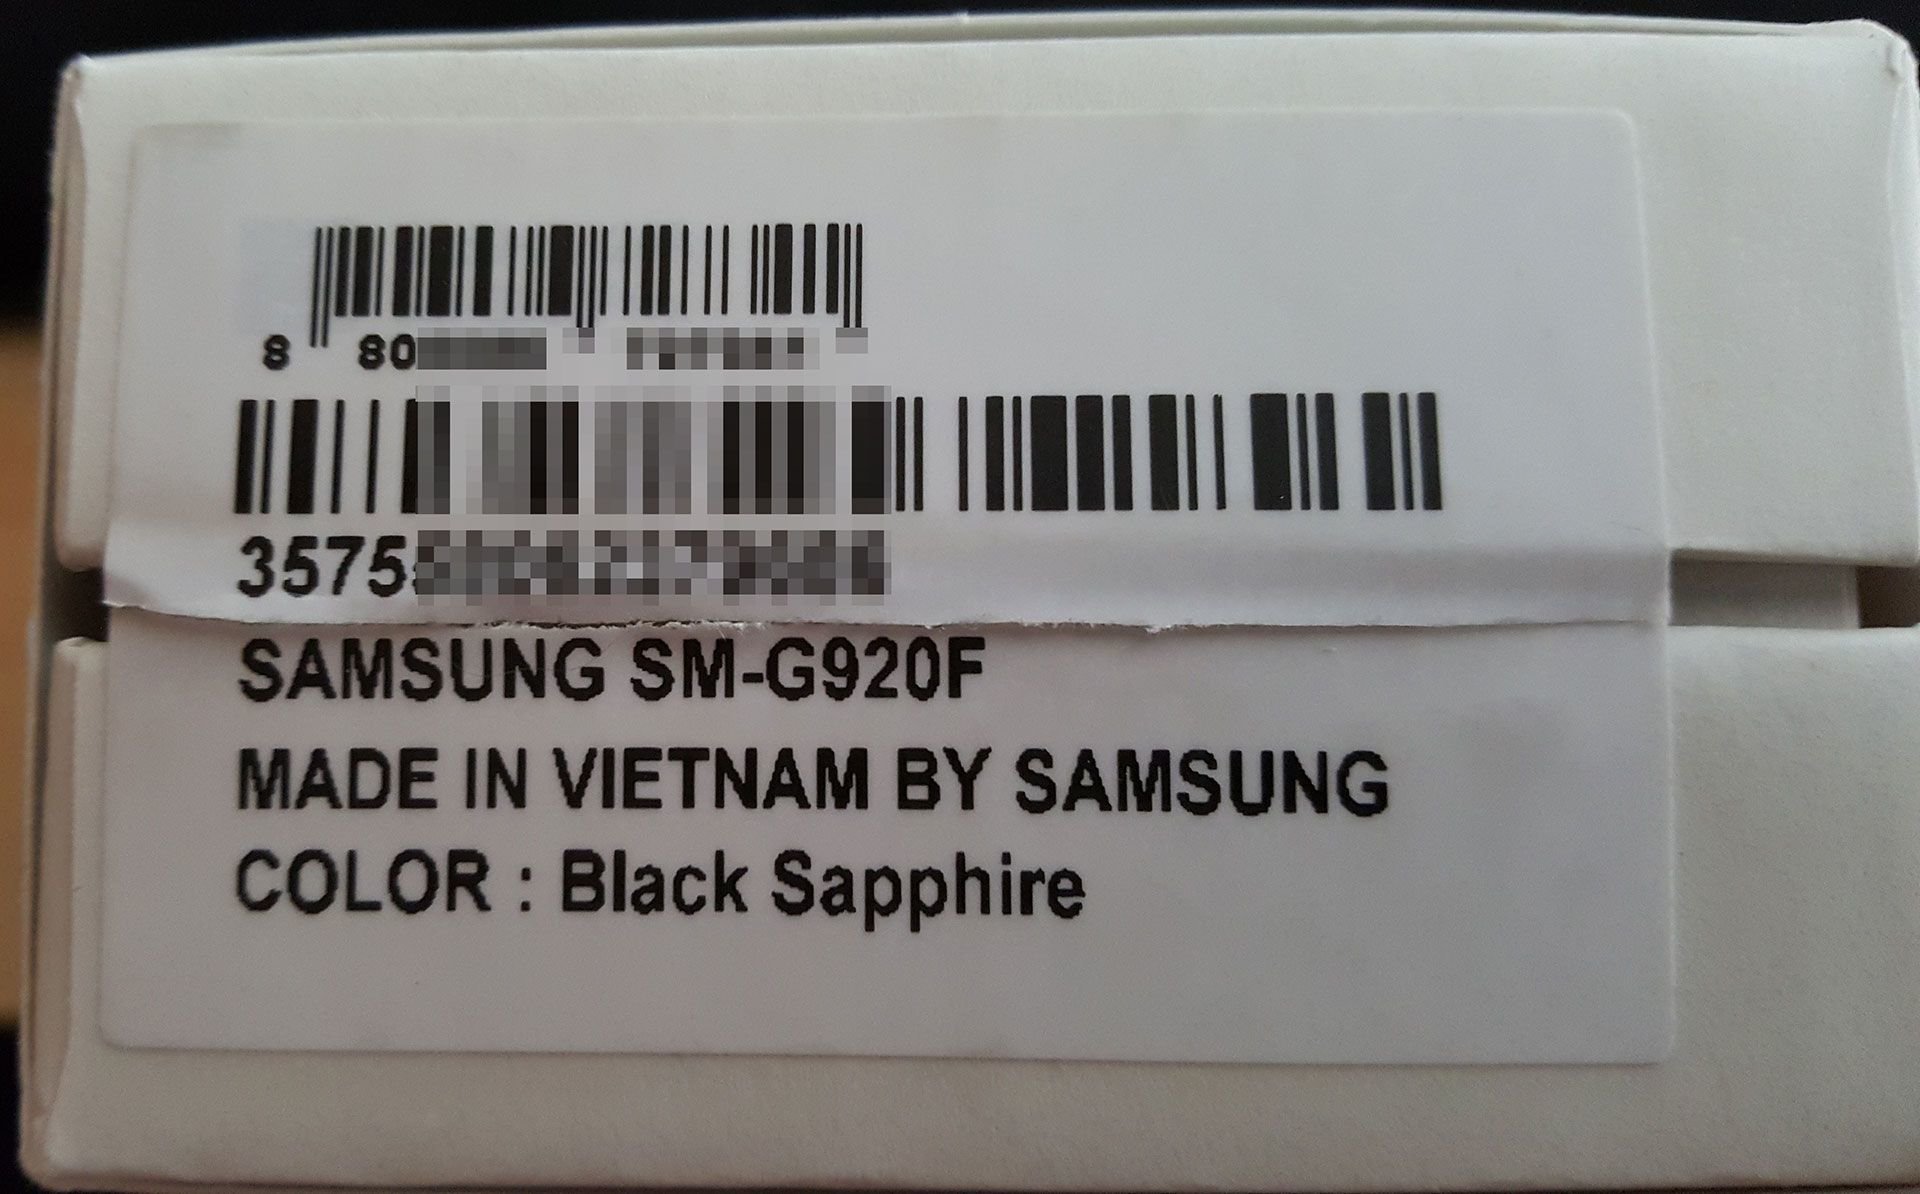 8 80
3575
SAMSUNG SM-G920F
MADE IN VIETNAM BY SAMSUNG
COLOR : Black Sapphire